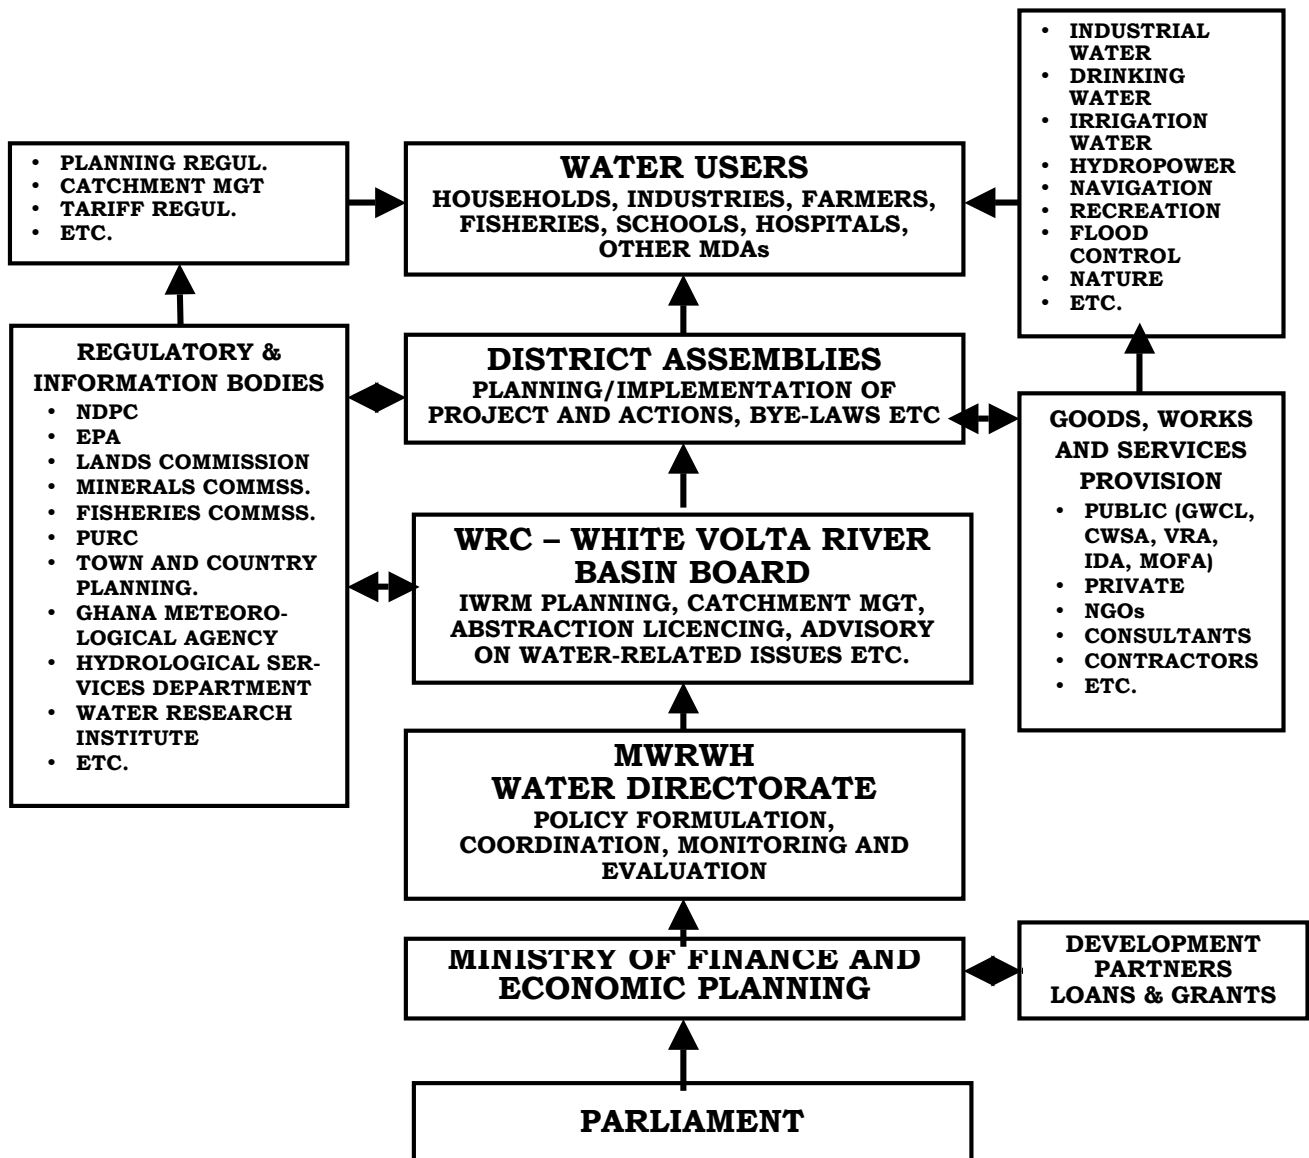 • INDUSTRIAL
WATER
• DRINKING
WATER
• IRRIGATION
WATER
• HYDROPOWER
• NAVIGATION
• RECREATION
• FLOOD
CONTROL
• NATURE
• ETC.
• PLANNING REGUL.
• CATCHMENT MGT
• TARIFF REGUL.
• ETC.
WATER USERS
HOUSEHOLDS, INDUSTRIES, FARMERS,
FISHERIES, SCHOOLS, HOSPITALS,
OTHER MDAs
REGULATORY &
INFORMATION BODIES
• NDPC
• EPA
• LANDS COMMISSION
• MINERALS COMMSS.
• FISHERIES COMMSS.
• PURC
• TOWN AND COUNTRY
PLANNING.
• GHANA METEORO-
LOGICAL AGENCY
• HYDROLOGICAL SER-
VICES DEPARTMENT
• WATER RESEARCH
INSTITUTE
• ETC.
DISTRICT ASSEMBLIES
PLANNING/IMPLEMENTATION OF
PROJECT AND ACTIONS, BYE-LAWS ETC
GOODS, WORKS
AND SERVICES
PROVISION
• PUBLIC (GWCL,
CWSA, VRA,
IDA, MOFA)
• PRIVATE
• NGOs
• CONSULTANTS
• CONTRACTORS
• ETC.
WRC – WHITE VOLTA RIVER
BASIN BOARD
IWRM PLANNING, CATCHMENT MGT,
ABSTRACTION LICENCING, ADVISORY
ON WATER-RELATED ISSUES ETC.
MWRWH
WATER DIRECTORATE
POLICY FORMULATION,
COORDINATION, MONITORING AND
EVALUATION
MINISTRY OF FINANCE AND
ECONOMIC PLANNING
DEVELOPMENT
PARTNERS
LOANS & GRANTS
PARLIAMENT